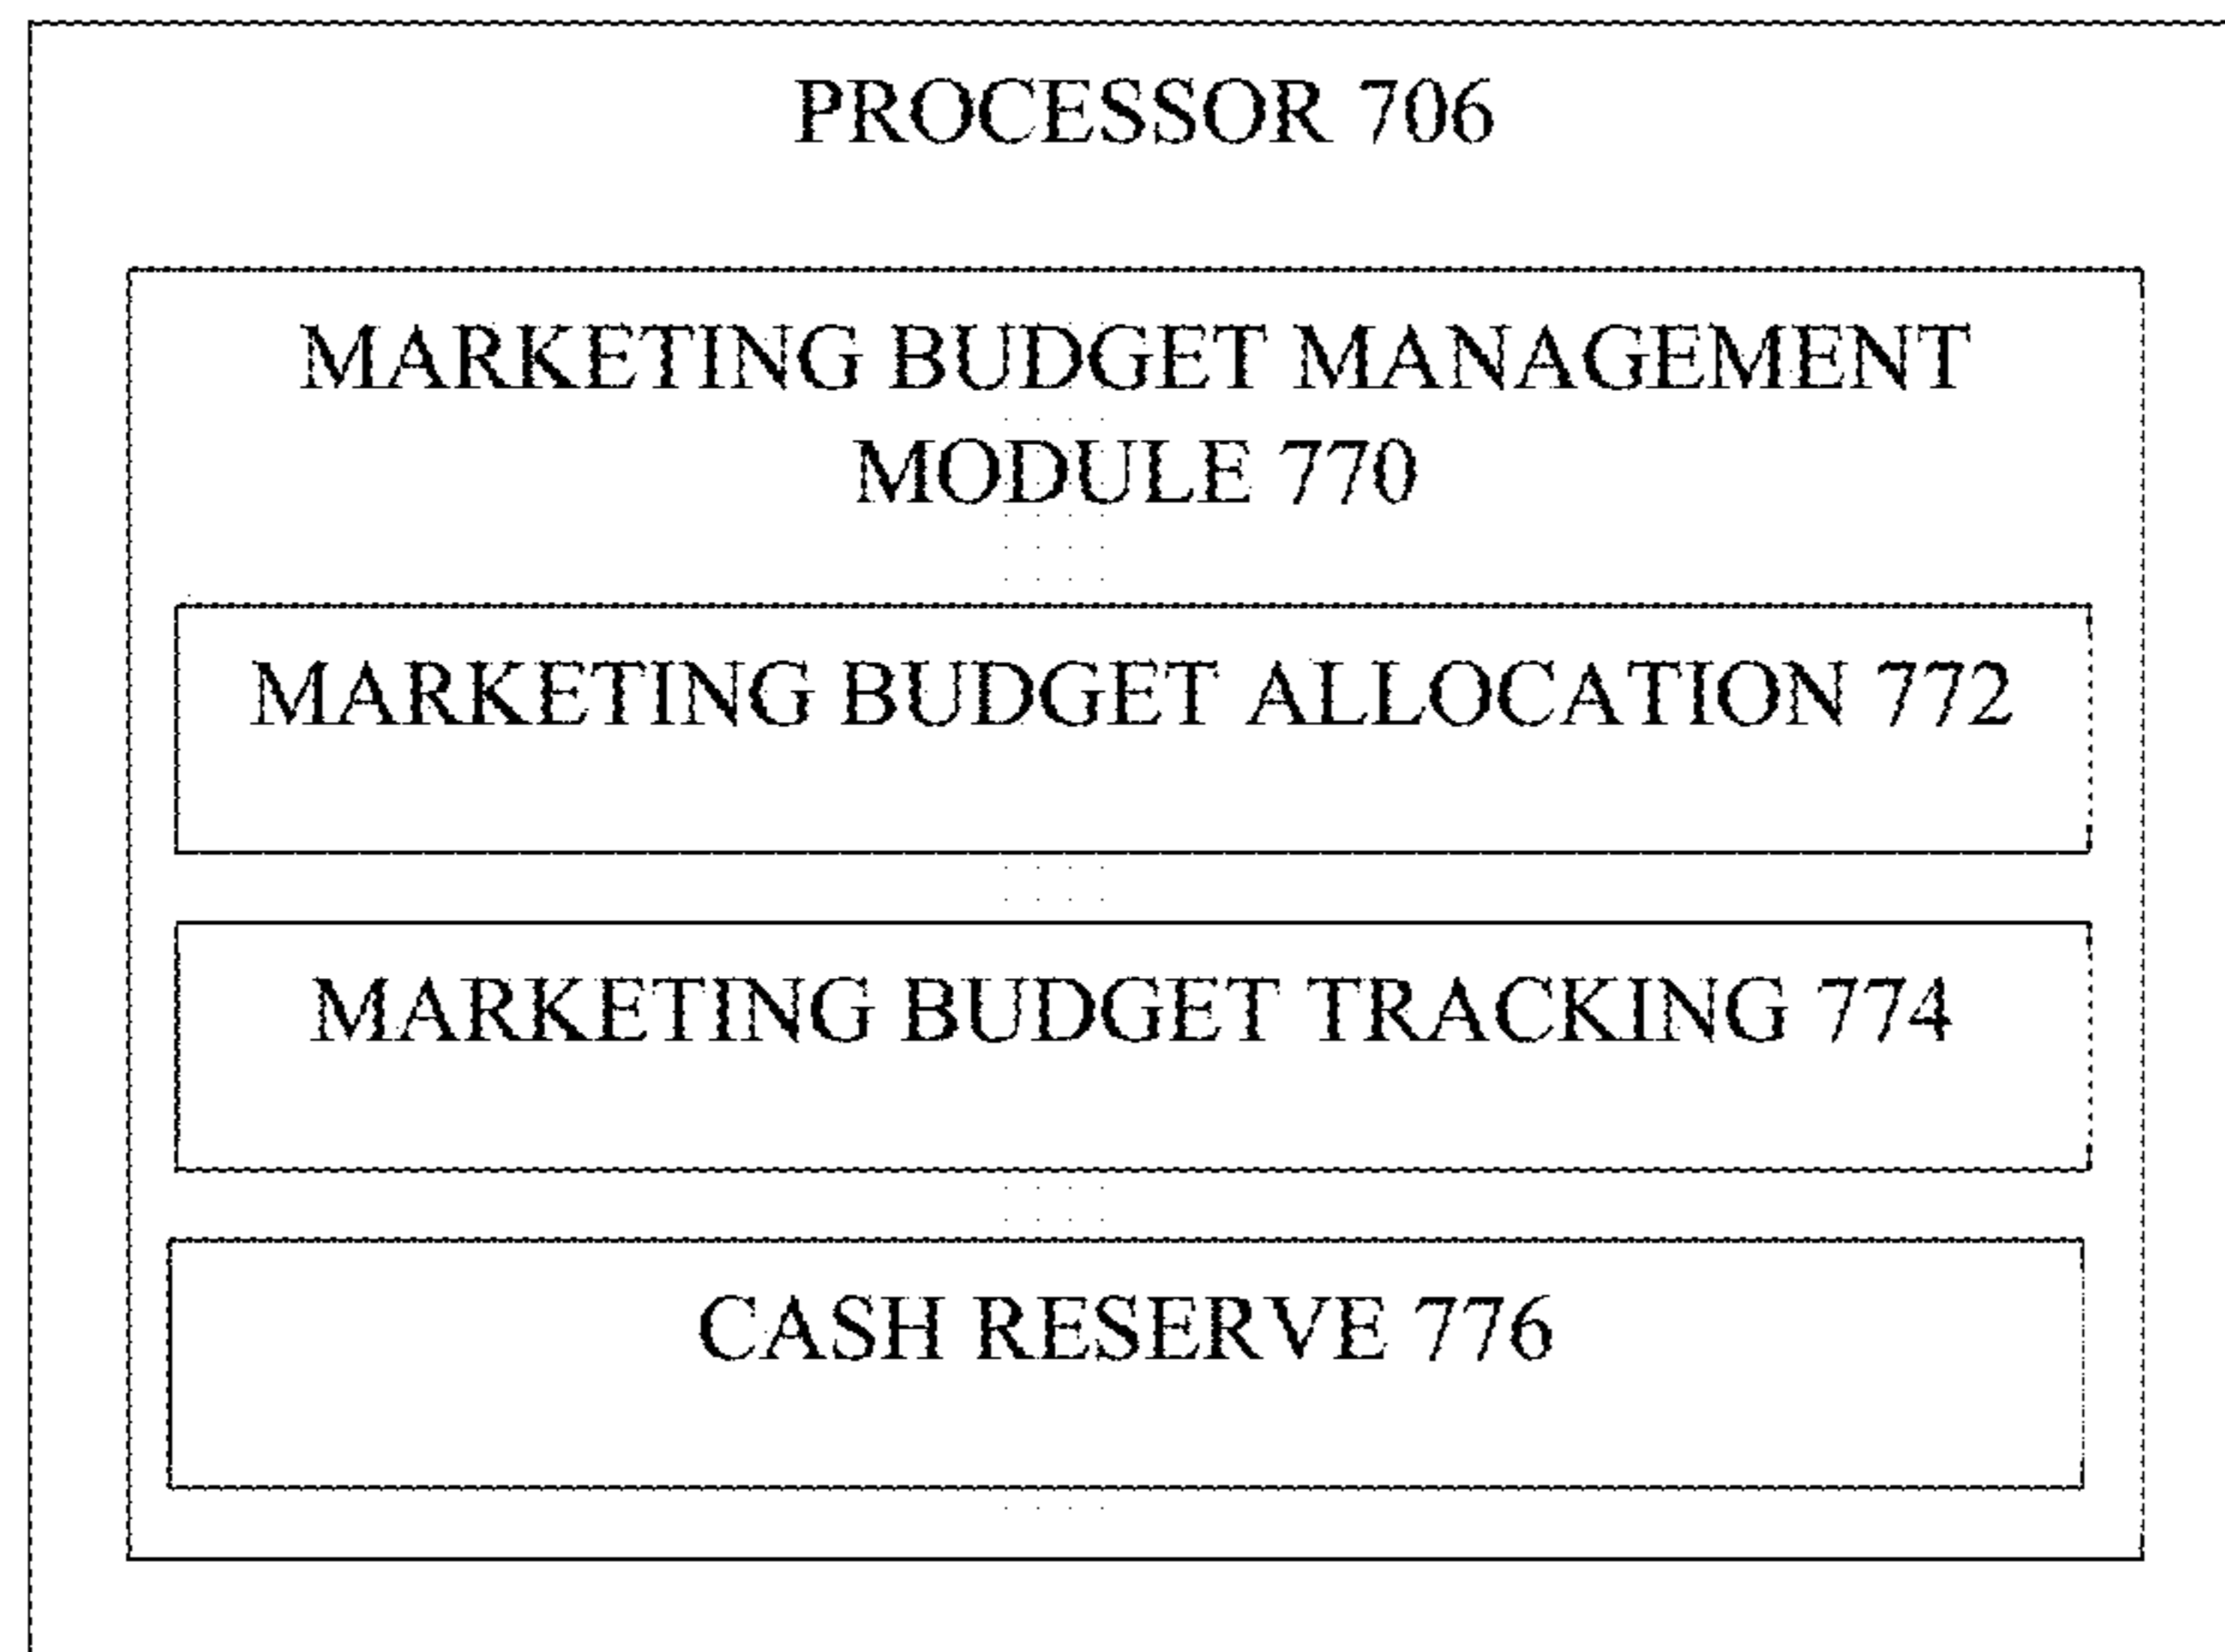 PROCESSOR 706
MARKETING BUDGET MANAGEMENT
MODULE 770
MARKETING BUDGET ALLOCATION 772
MARKETING BUDGET TRACKING 774
CASH RESERVE 776